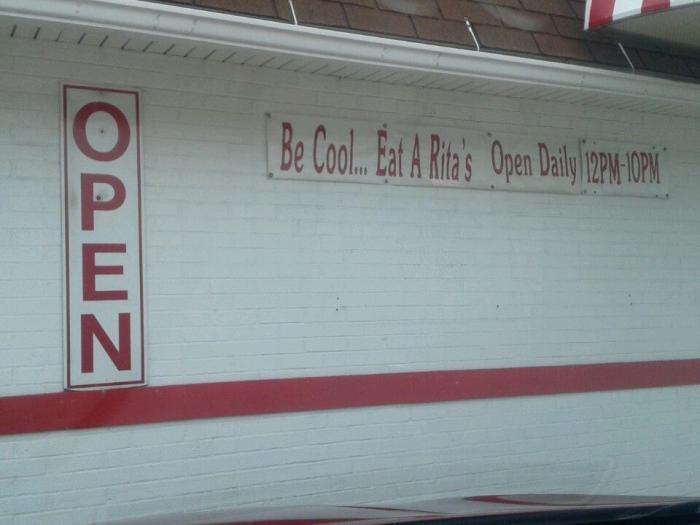 OPEN
Be Cool... Eat A Rita's Open Daily 12PM-10PM